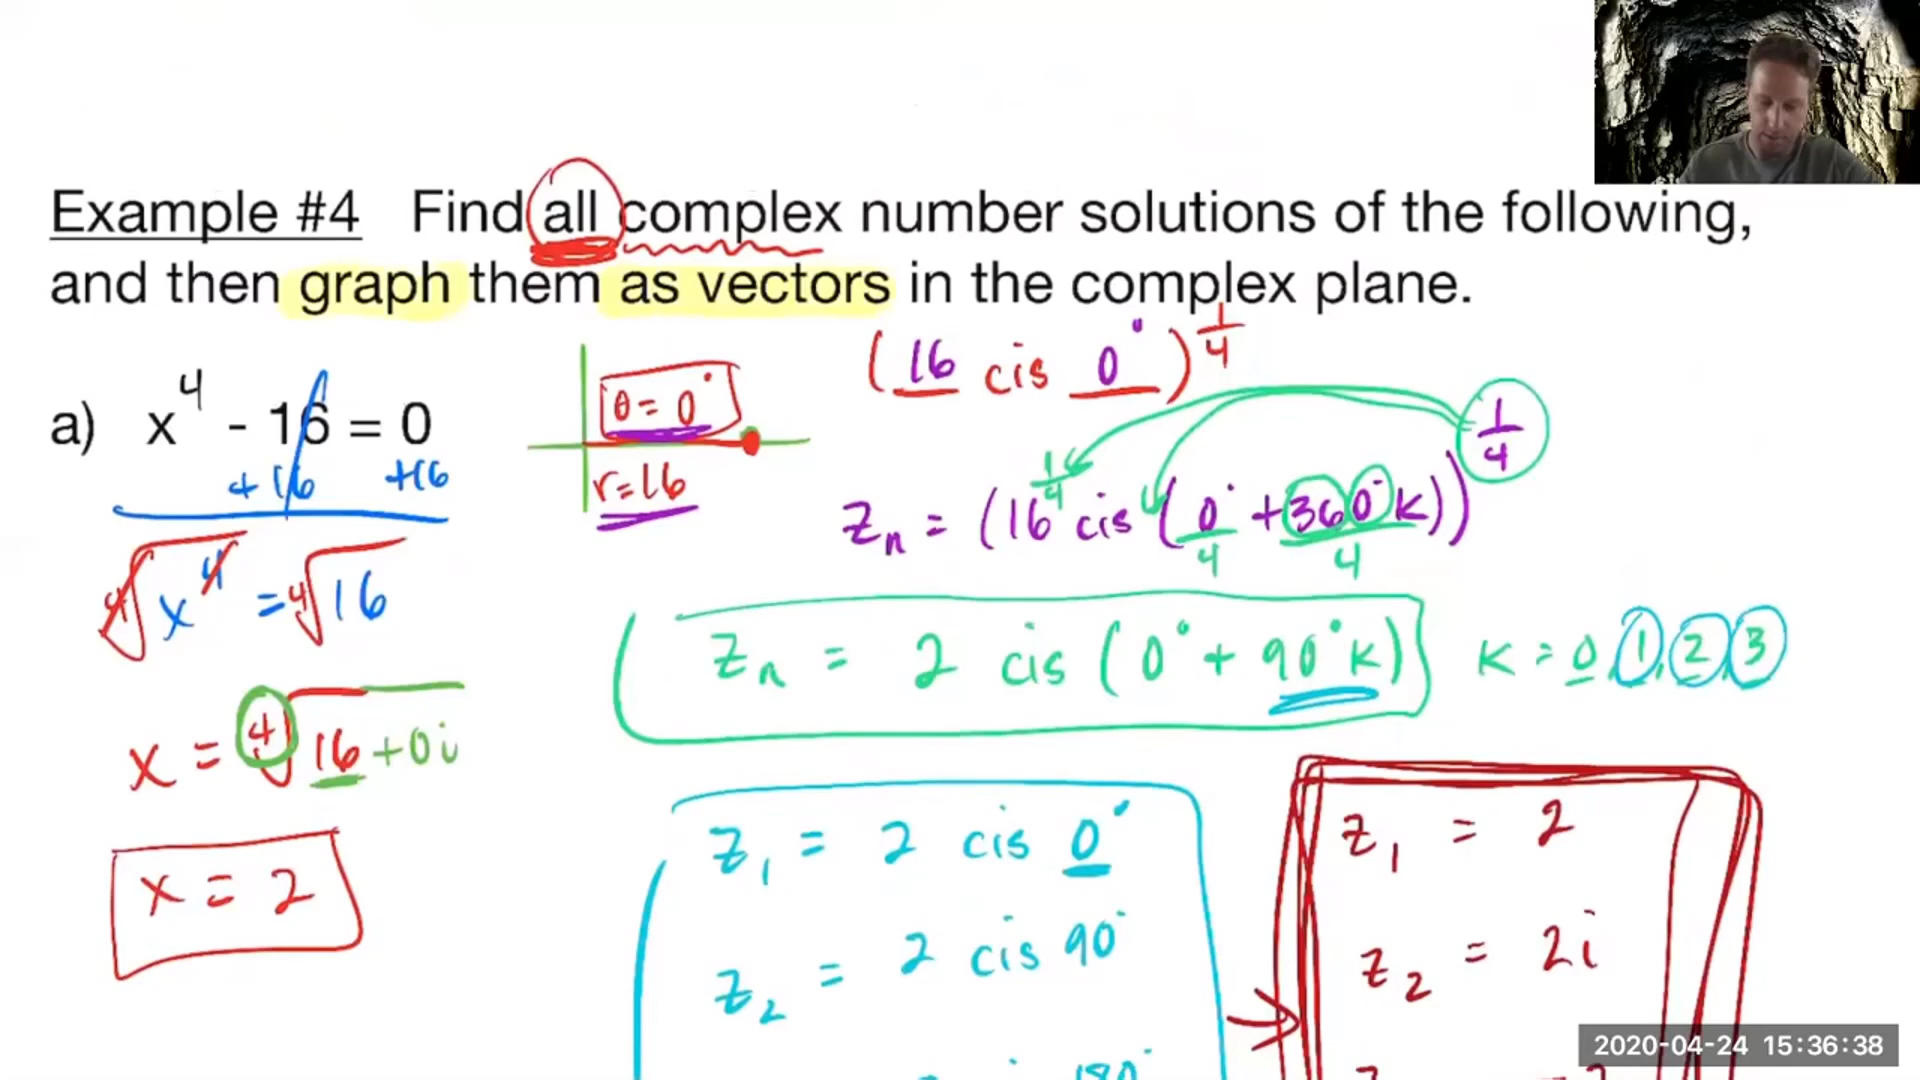 Example #4 Find all complex number solutions of the following,
and then graph them as vectors in the complex plane.
a) x⁴ - 16 = 0
+16 +16
∜x⁴ = ∜16
x = ∜16+0i
x = 2
θ = 0°
r=16
(16 cis 0°)^1/4
Zₙ = (16^1/4 cis (0°/4 + 360°k/4))^1/4
Zₙ = 2 cis (0° + 90°k) K = 0, 1, 2, 3
Z₁ = 2 cis 0°
Z₂ = 2 cis 90°
180°
Z₁ = 2
Z₂ = 2i
2020-04-24 15:36:38